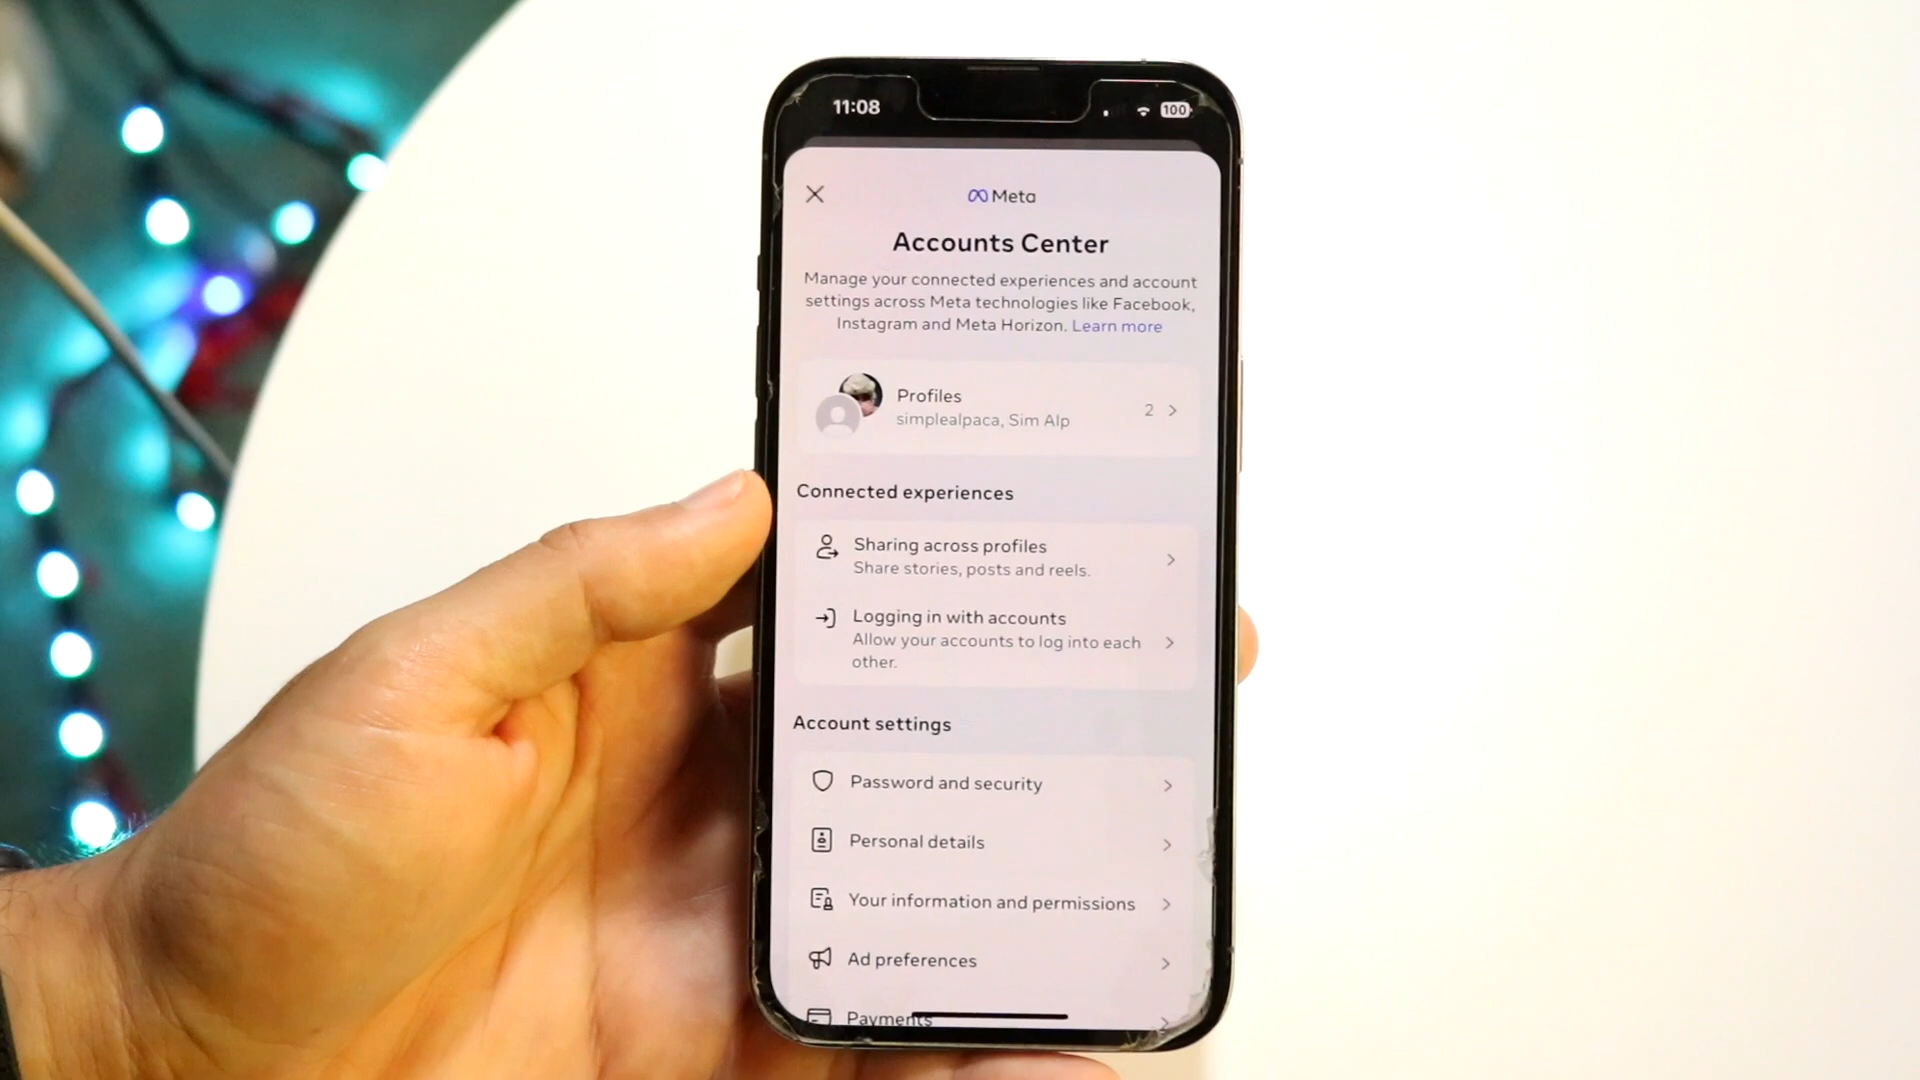 11:08
100
Meta
Accounts Center
Manage your connected experiences and account
settings across Meta technologies like Facebook,
Instagram and Meta Horizon. Learn more
Profiles
simplealpaca, Sim Alp
2
Connected experiences
Sharing across profiles
Share stories, posts and reels.
Logging in with accounts
Allow your accounts to log into each
other.
Account settings
Password and security
Personal details
Your information and permissions
Ad preferences
Payments